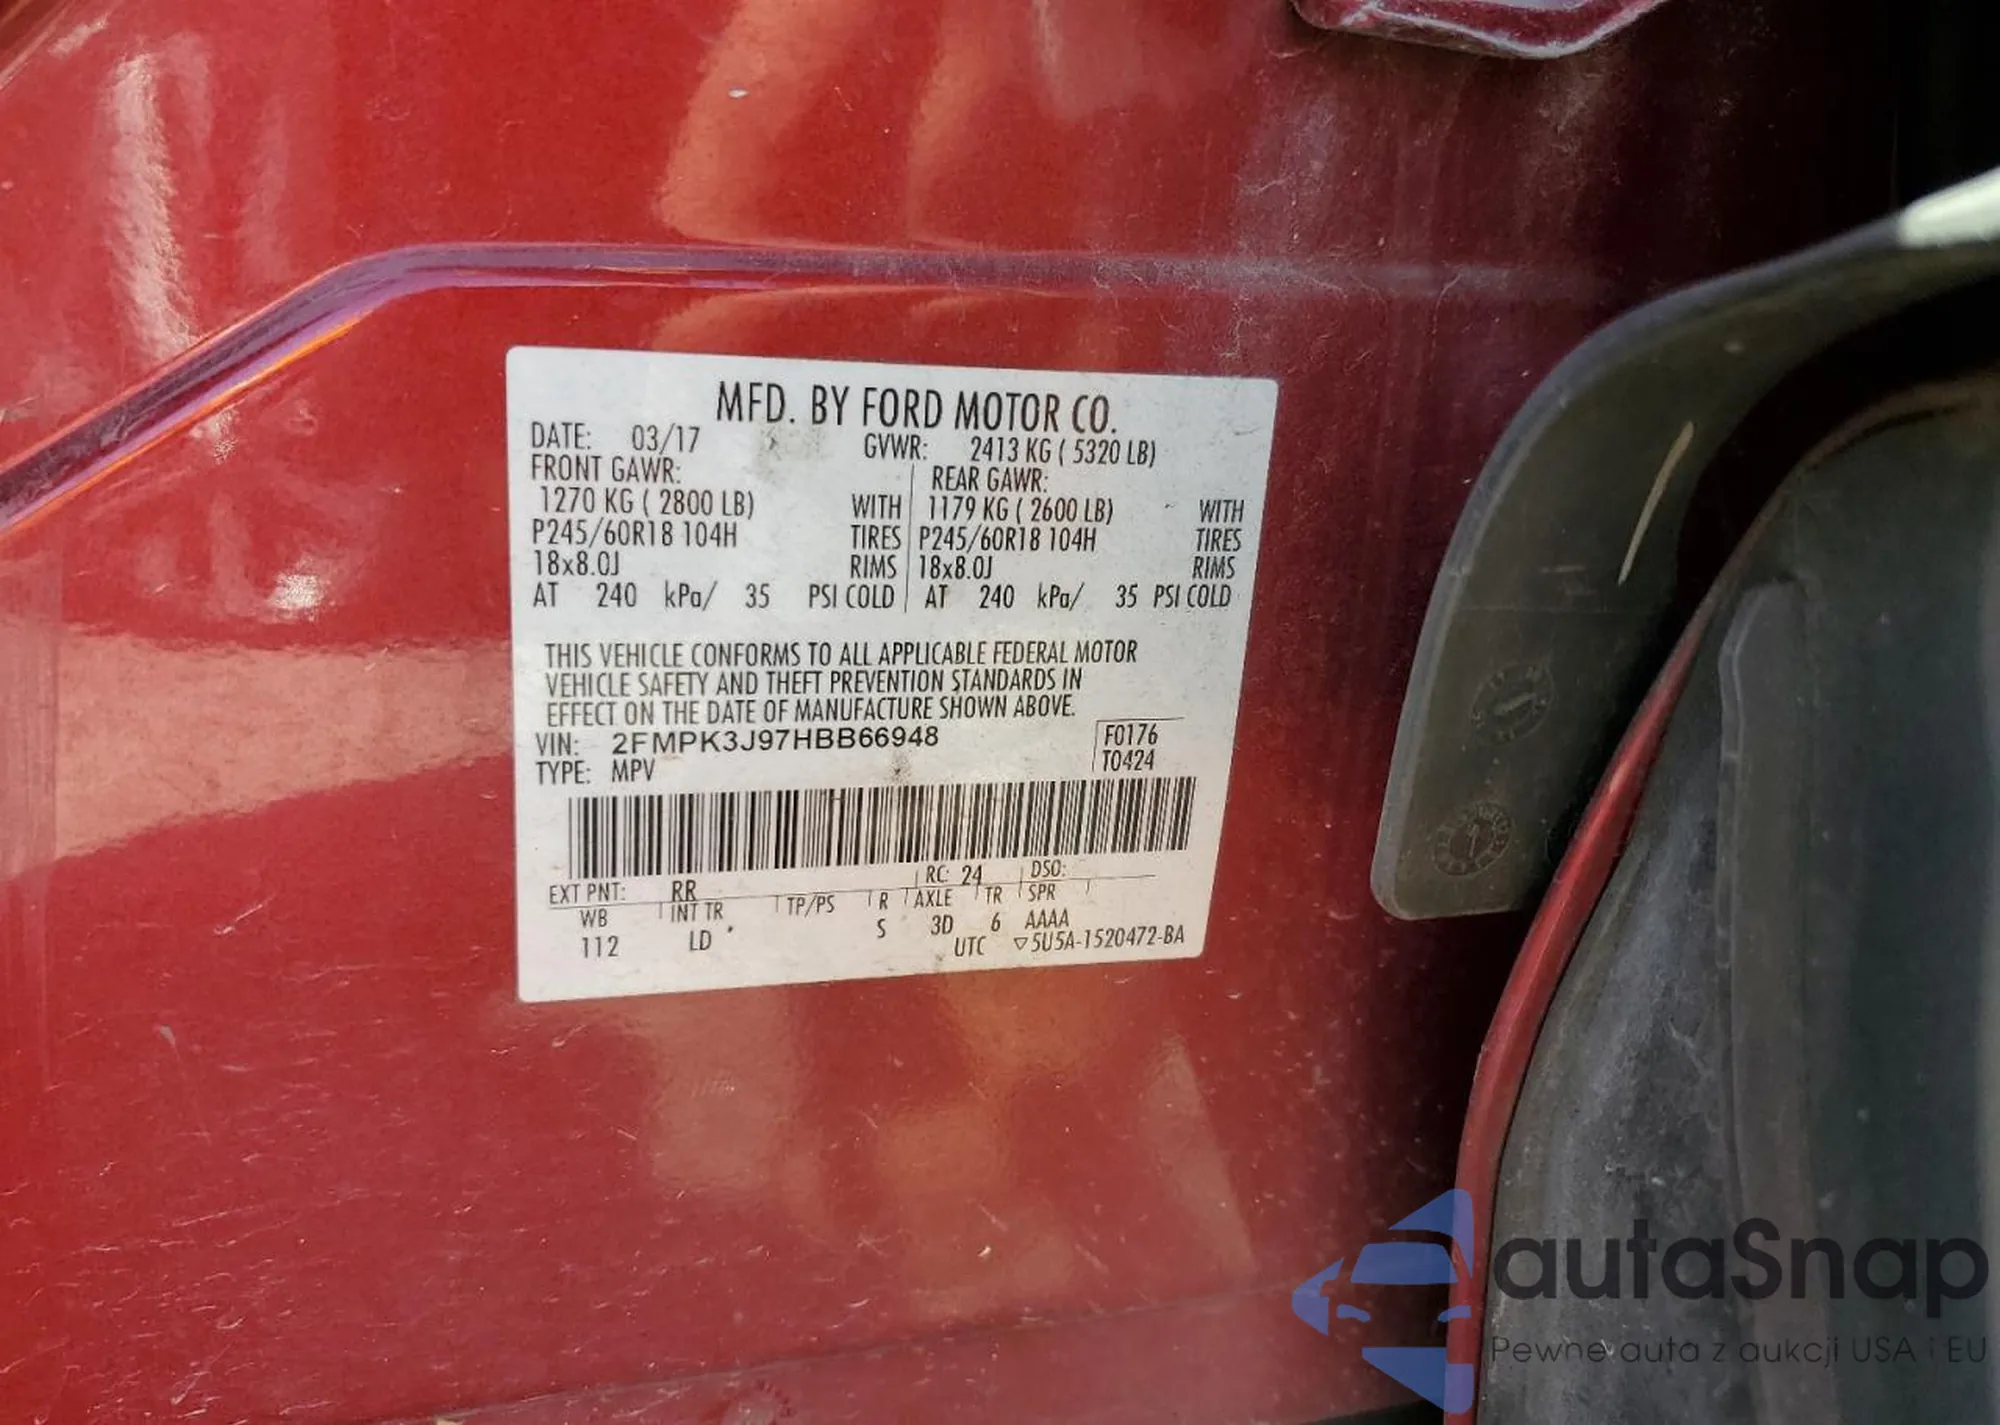 MFD. BY FORD MOTOR CO.
DATE: 03/17 GVWR: 2413 KG ( 5320 LB)
FRONT GAWR: REAR GAWR:
1270 KG ( 2800 LB) WITH 1179 KG ( 2600 LB) WITH
P245/60R18 104H TIRES P245/60R18 104H TIRES
18x8.0J RIMS 18x8.0J RIMS
AT 240 kPa/ 35 PSI COLD AT 240 kPa/ 35 PSI COLD
THIS VEHICLE CONFORMS TO ALL APPLICABLE FEDERAL MOTOR
VEHICLE SAFETY AND THEFT PREVENTION STANDARDS IN
EFFECT ON THE DATE OF MANUFACTURE SHOWN ABOVE.
VIN: 2FMPK3J97HBB66948 F0176
TYPE: MPV T0424
EXT PNT: RR RC: 24 DSO:
WB INT TR TP/PS R AXLE TR SPR
112 LD S 3D 6 AAAA
UTC ▽5U5A-1520472-BA
autaSnap
Pewne auta z aukcji USA i EU